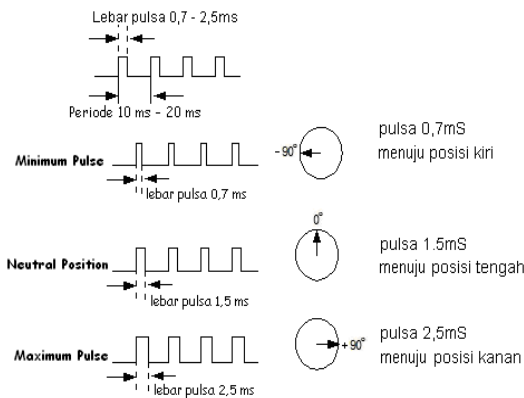 Lebar pulsa 0,7 - 2,5ms
Periode 10 ms - 20 ms
Minimum Pulse
lebar pulsa 0,7 ms
- 90°
pulsa 0,7mS
menuju posisi kiri
Neutral Position
lebar pulsa 1,5 ms
0°
pulsa 1.5mS
menuju posisi tengah
Maximum Pulse
lebar pulsa 2,5 ms
+ 90°
pulsa 2,5mS
menuju posisi kanan